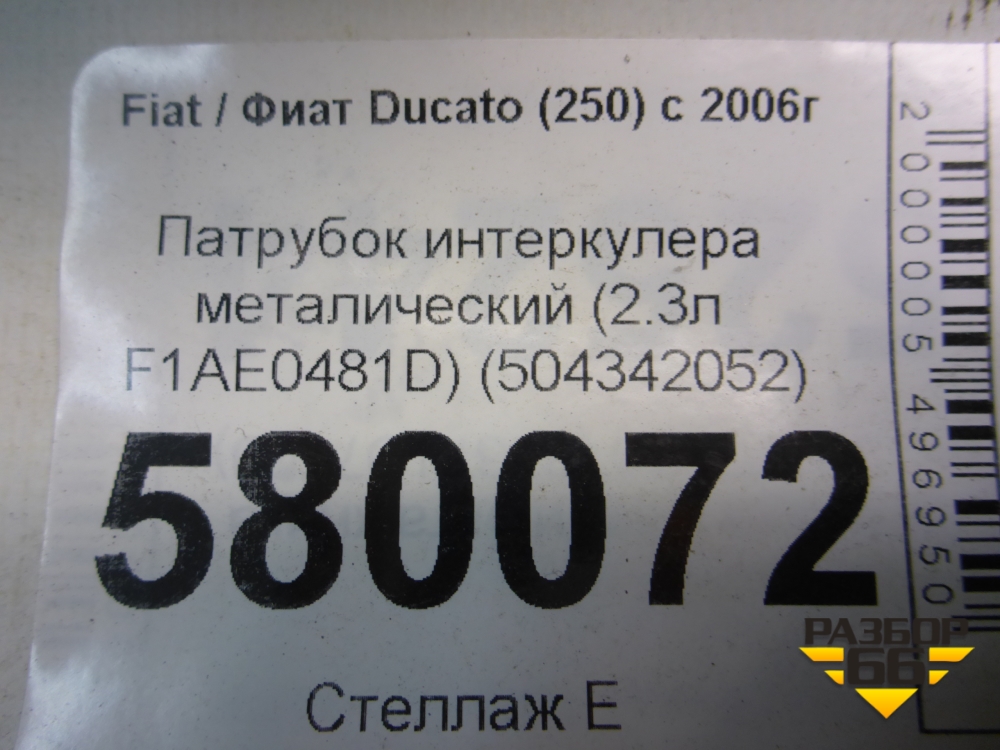 Fiat / Фиат Ducato (250) с 2006г
Патрубок интеркулера
металический (2.3л
F1AE0481D) (504342052)
580072
Стеллаж Е
2000005496950
РАЗБОР
66